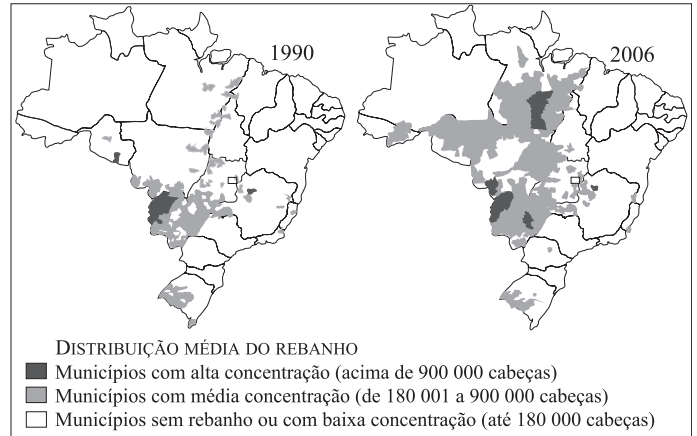 1990
2006
DISTRIBUIÇÃO MÉDIA DO REBANHO
Municípios com alta concentração (acima de 900 000 cabeças)
Municípios com média concentração (de 180 001 a 900 000 cabeças)
Municípios sem rebanho ou com baixa concentração (até 180 000 cabeças)